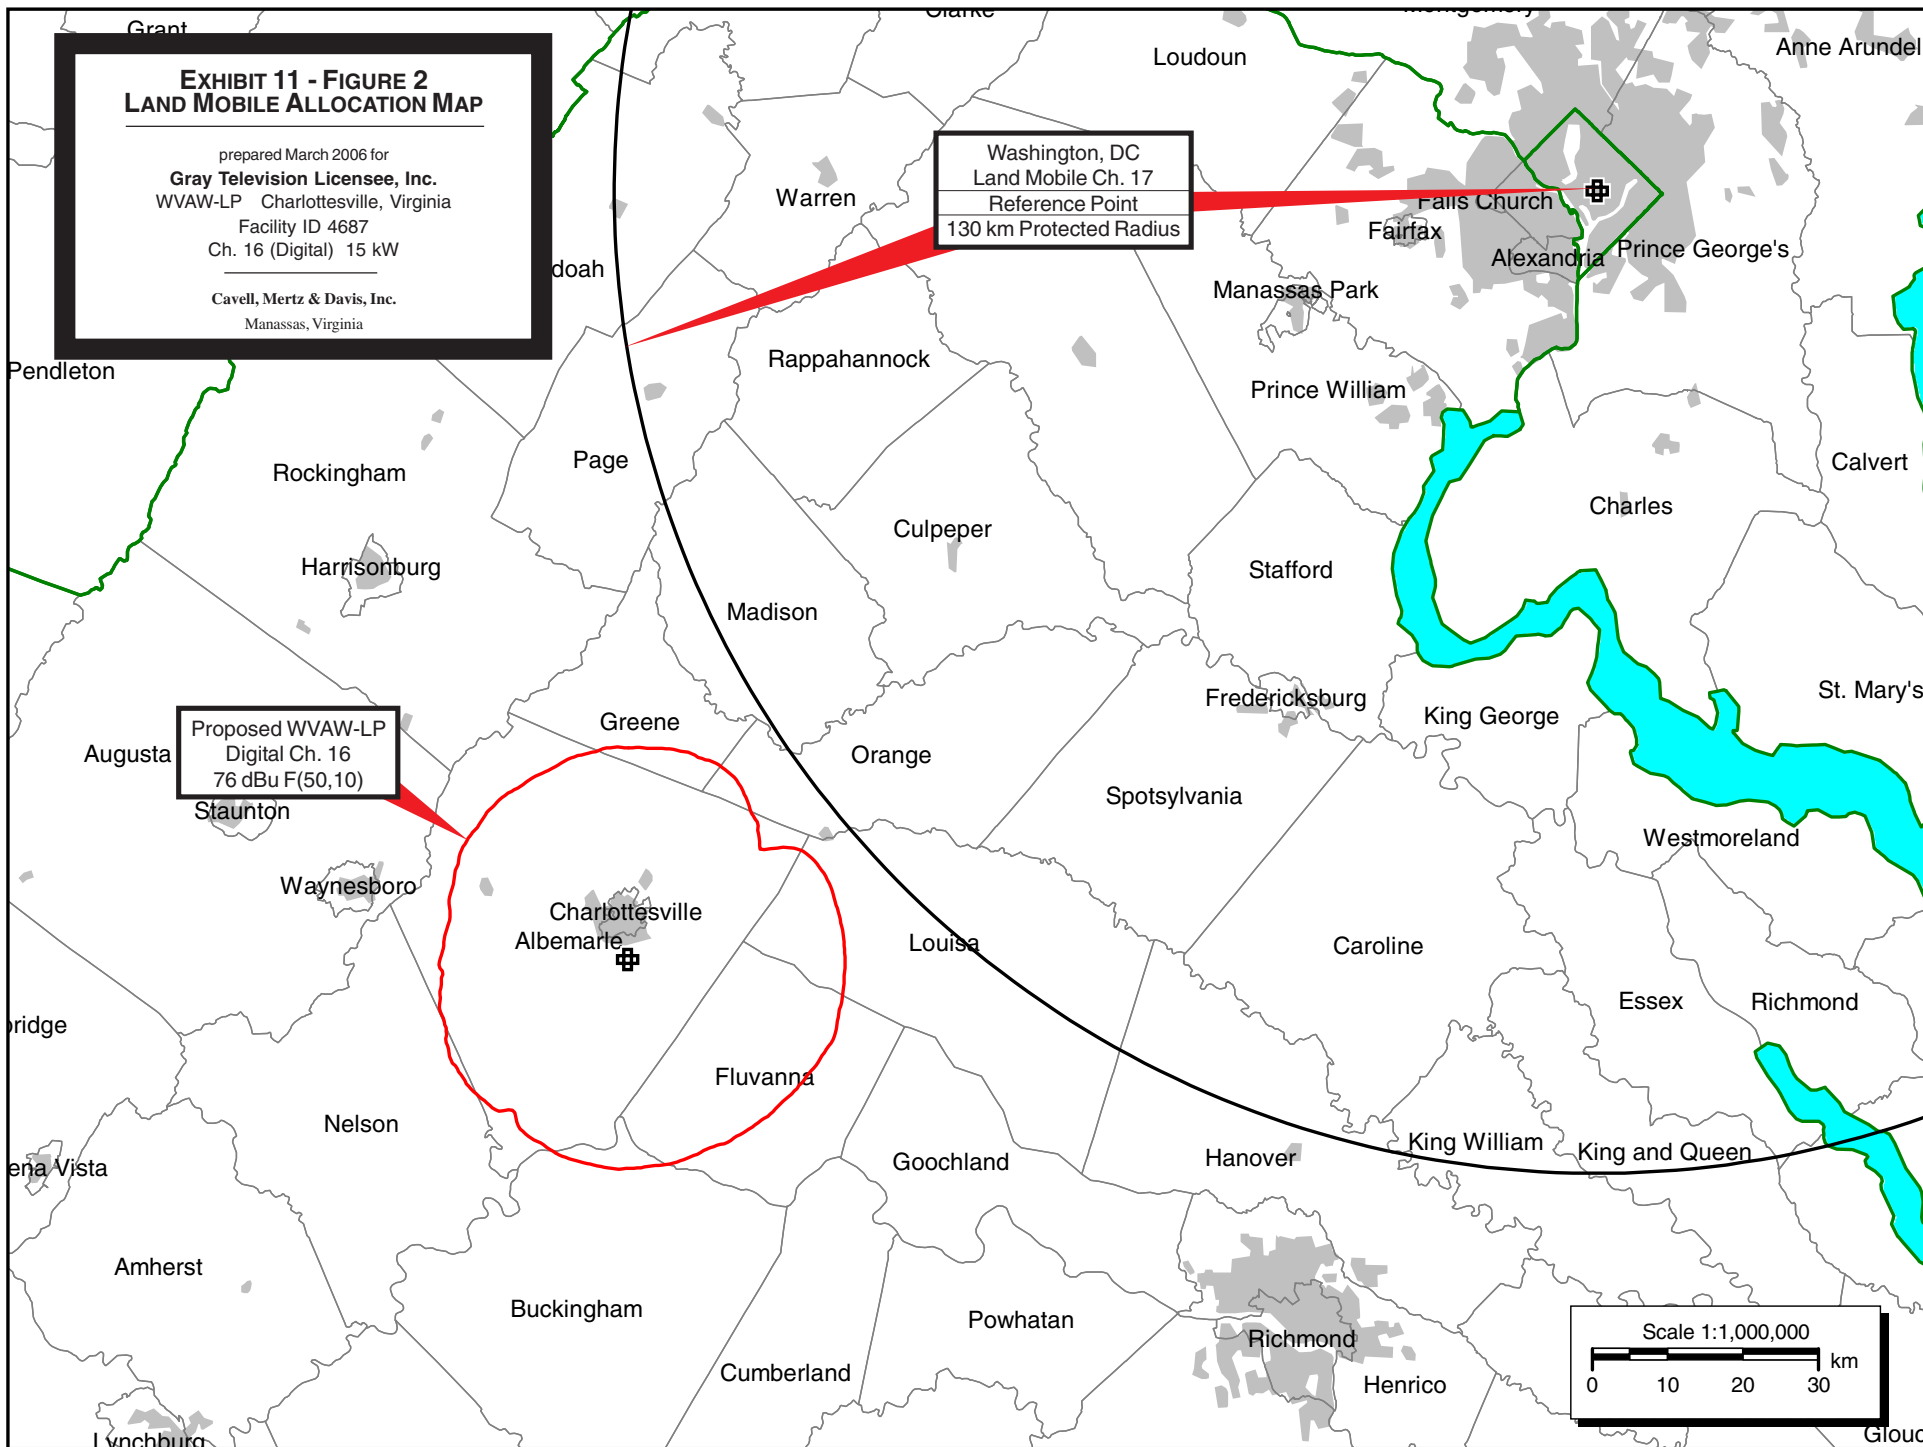 Grant
Clarke
Montgomery
Loudoun
Anne Arundel
EXHIBIT 11 - FIGURE 2
LAND MOBILE ALLOCATION MAP
prepared March 2006 for
Gray Television Licensee, Inc.
WVAW-LP Charlottesville, Virginia
Facility ID 4687
Ch. 16 (Digital) 15 kW
Cavell, Mertz & Davis, Inc.
Manassas, Virginia
Washington, DC
Land Mobile Ch. 17
Reference Point
130 km Protected Radius
Warren
Falls Church
Fairfax
Alexandria
Prince George's
doah
Manassas Park
Pendleton
Rappahannock
Prince William
Page
Rockingham
Calvert
Charles
Culpeper
Harrisonburg
Stafford
Madison
St. Mary's
Fredericksburg
King George
Greene
Proposed WVAW-LP
Digital Ch. 16
76 dBu F(50,10)
Augusta
Orange
Spotsylvania
Staunton
Westmoreland
Waynesboro
Charlottesville
Albemarle
Louisa
Caroline
Essex
Richmond
bridge
Fluvanna
Nelson
King William
King and Queen
Hanover
Goochland
ena Vista
Amherst
Buckingham
Powhatan
Richmond
Cumberland
Henrico
Scale 1:1,000,000
km
0 10 20 30
Lynchburg
Glouc